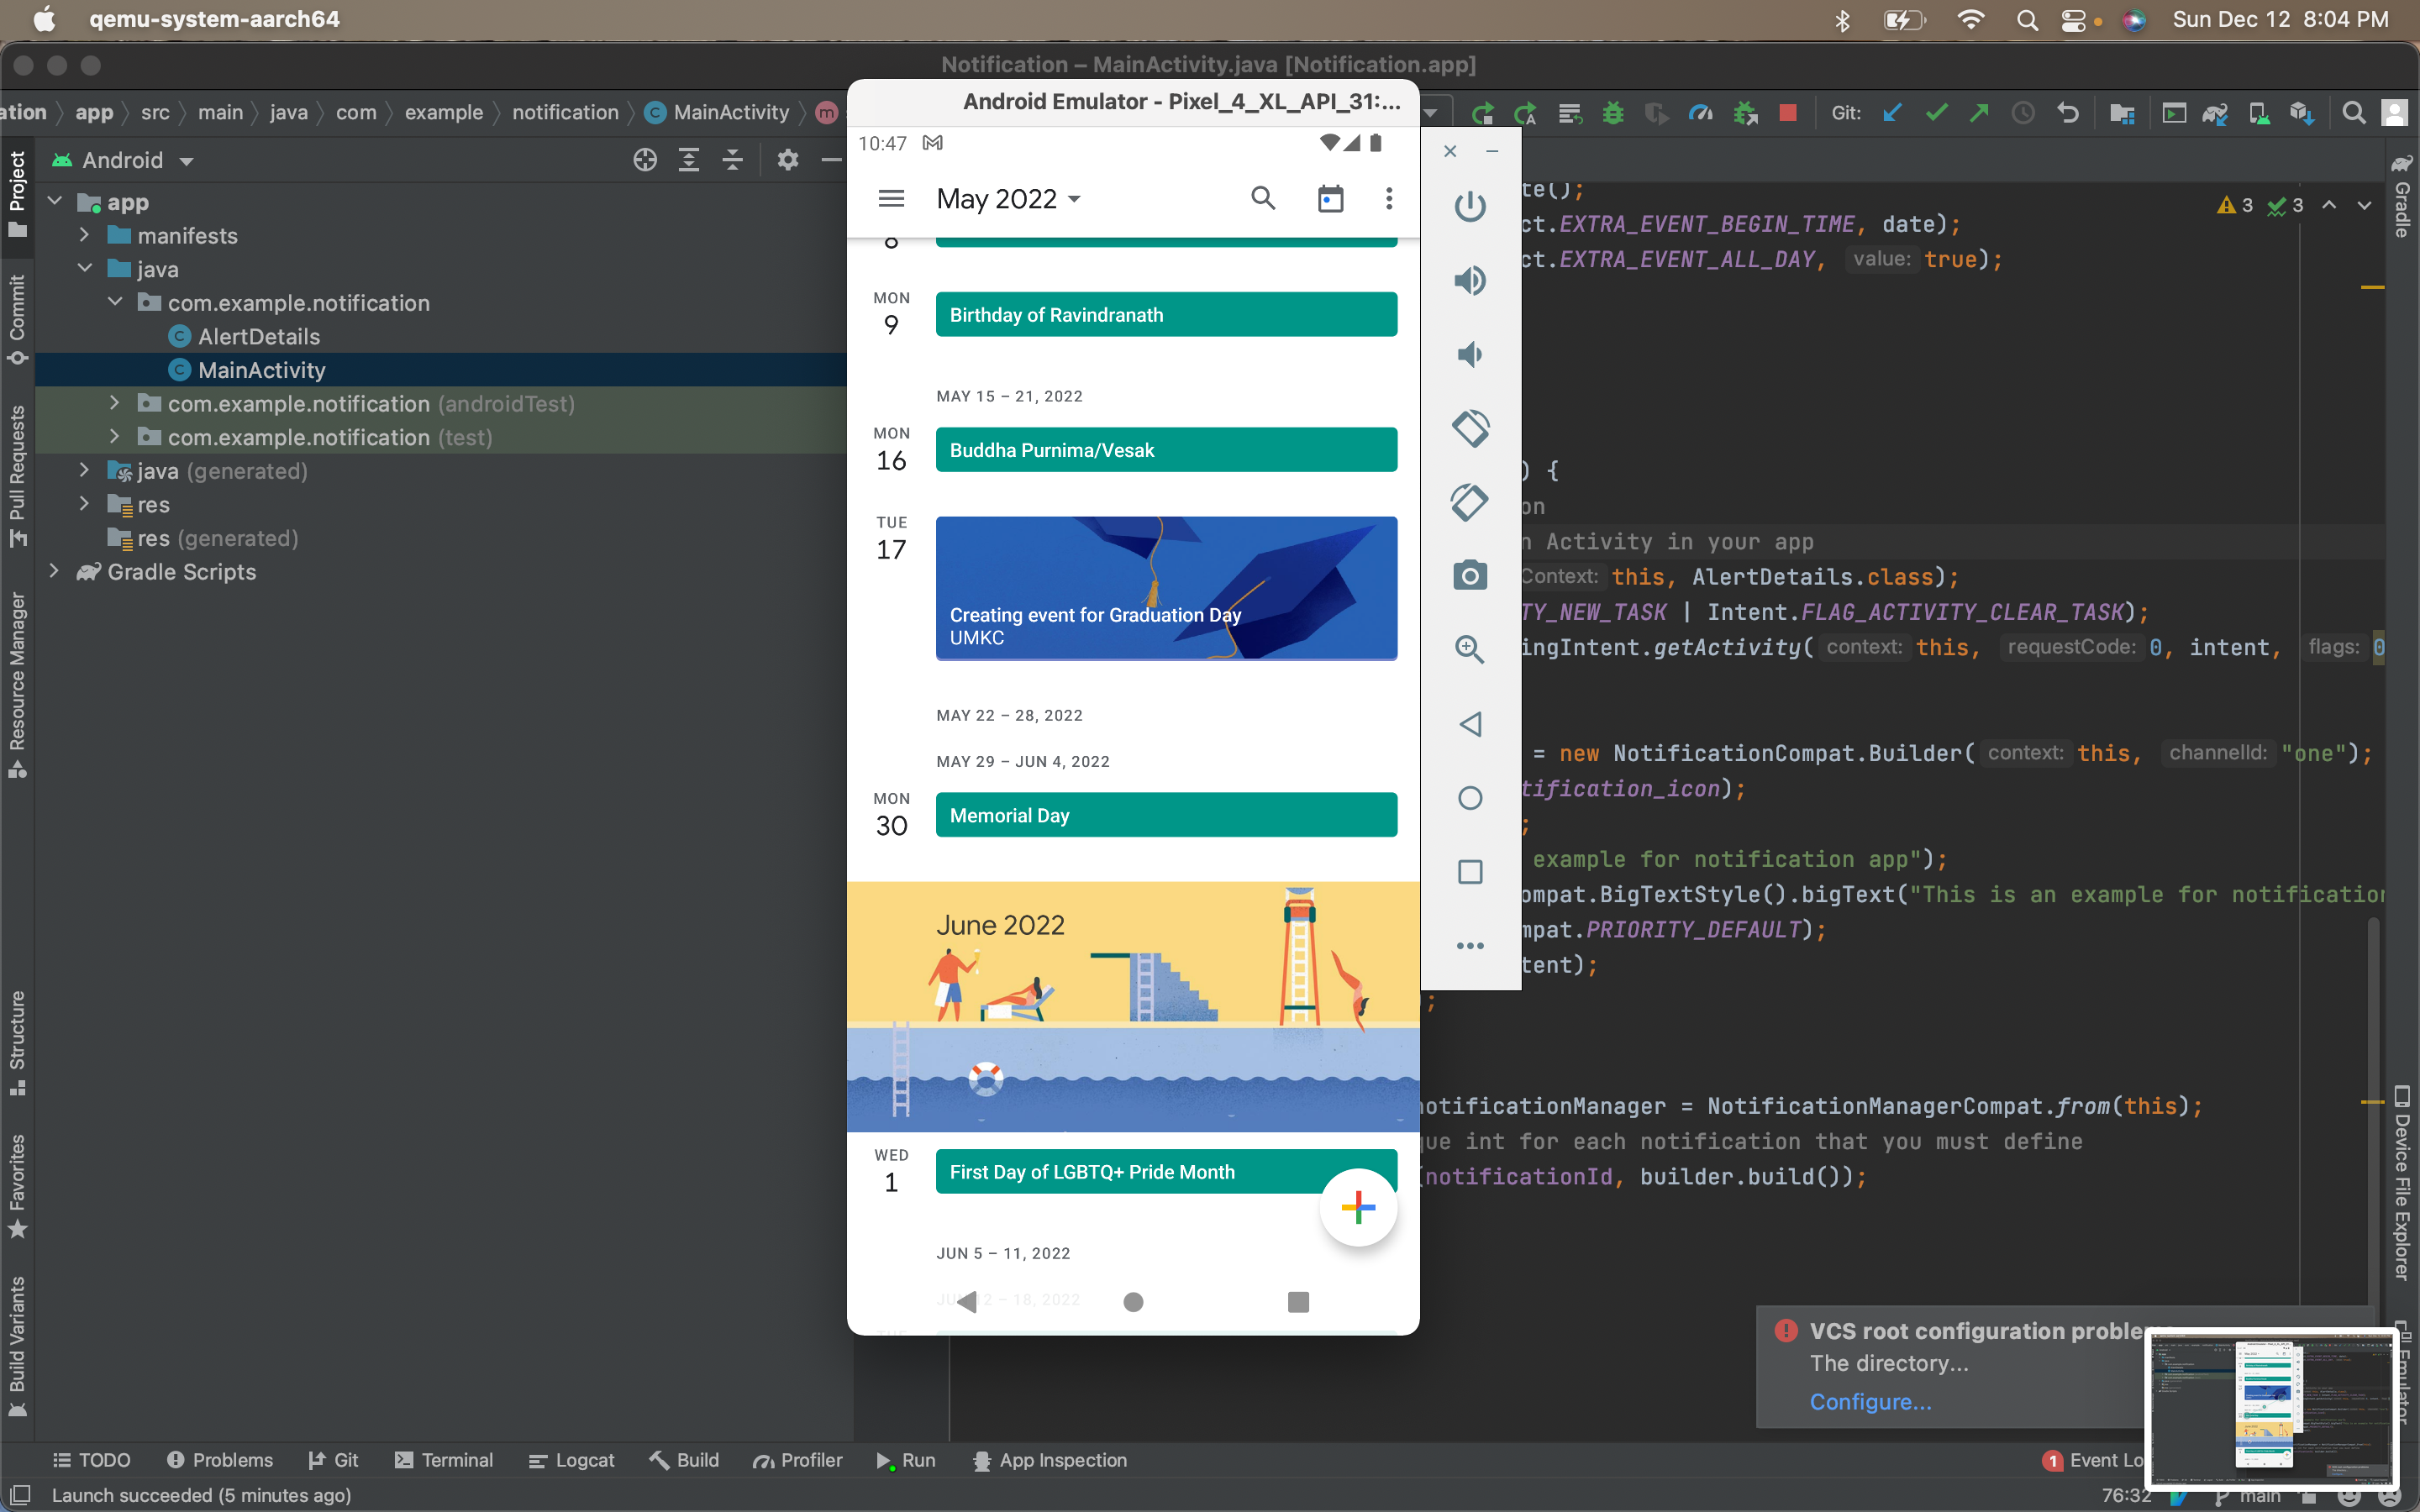 qemu-system-aarch64
Sun Dec 12 8:04 PM
Notification – MainActivity.java [Notification.app]
ation
app
src
main
java
com
example
notification
MainActivity
Git:
Android Emulator - Pixel_4_XL_API_31:...
Project
Commit
Pull Requests
Resource Manager
Structure
Favorites
Build Variants
Android
app
manifests
java
com.example.notification
AlertDetails
MainActivity
com.example.notification (androidTest)
com.example.notification (test)
java (generated)
res
res (generated)
Gradle Scripts
10:47
May 2022
8
MON
9
Birthday of Ravindranath
MAY 15 – 21, 2022
MON
16
Buddha Purnima/Vesak
TUE
17
Creating event for Graduation Day
UMKC
MAY 22 – 28, 2022
MAY 29 – JUN 4, 2022
MON
30
Memorial Day
June 2022
WED
1
First Day of LGBTQ+ Pride Month
JUN 5 – 11, 2022
JUN 12 – 18, 2022
3 3
te();
ct.EXTRA_EVENT_BEGIN_TIME, date);
ct.EXTRA_EVENT_ALL_DAY, value: true);
) {
on
n Activity in your app
Context: this, AlertDetails.class);
TY_NEW_TASK | Intent.FLAG_ACTIVITY_CLEAR_TASK);
ingIntent.getActivity( context: this, requestCode: 0, intent, flags: 0
= new NotificationCompat.Builder( context: this, channelId: "one");
tification_icon);
;
example for notification app");
ompat.BigTextStyle().bigText("This is an example for notification
mpat.PRIORITY_DEFAULT);
tent);
;
notificationManager = NotificationManagerCompat.from(this);
que int for each notification that you must define
(notificationId, builder.build());
Gradle
Device File Explorer
Emulator
VCS root configuration proble
The directory...
Configure...
TODO
Problems
Git
Terminal
Logcat
Build
Profiler
Run
App Inspection
1 Event Lo
Launch succeeded (5 minutes ago)
76:32
main